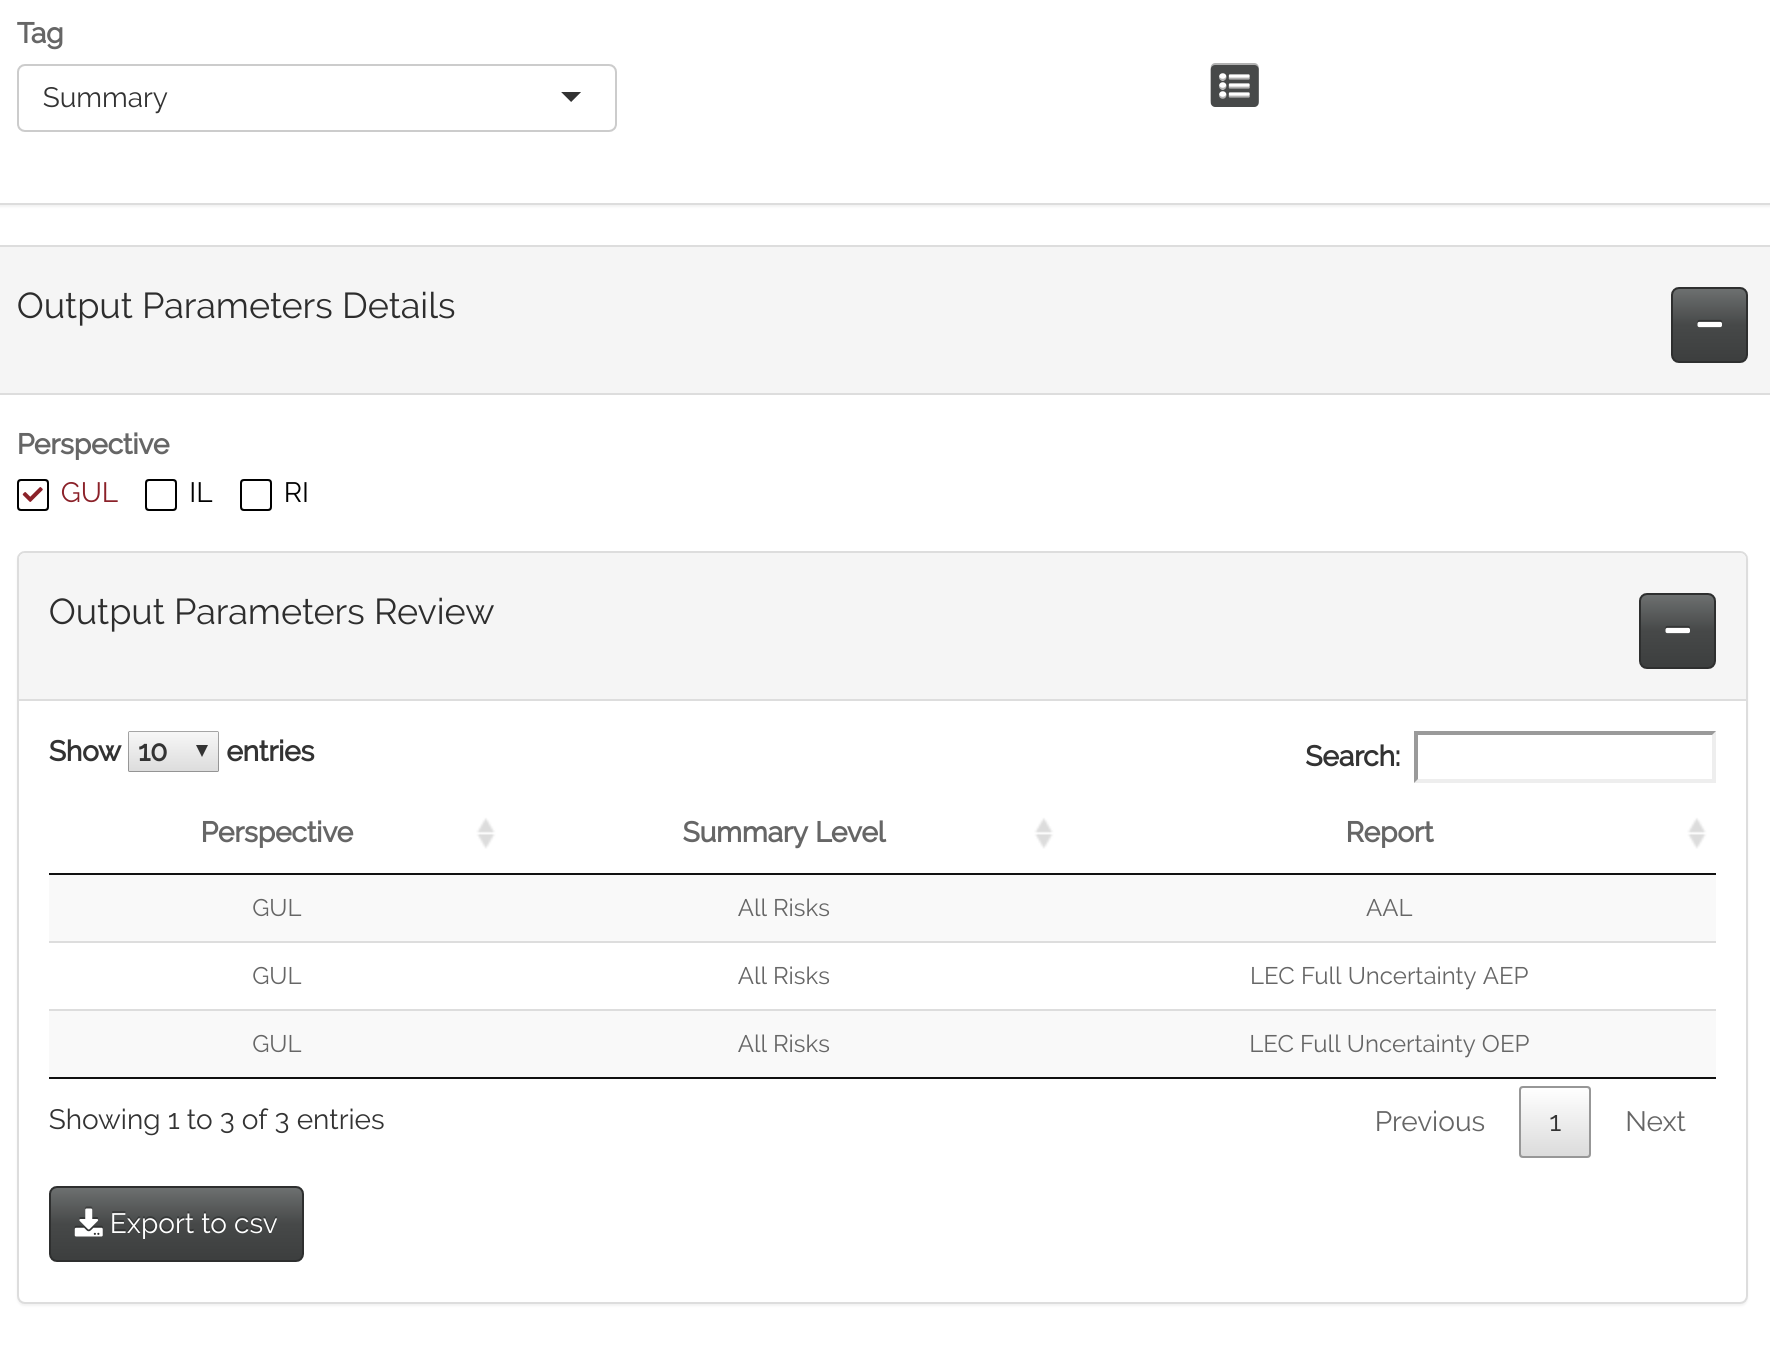 Tag
Summary
Output Parameters Details
Perspective
GUL IL RI
Output Parameters Review
Show 10 entries Search:
Perspective Summary Level Report
GUL All Risks AAL
GUL All Risks LEC Full Uncertainty AEP
GUL All Risks LEC Full Uncertainty OEP
Showing 1 to 3 of 3 entries Previous 1 Next
Export to csv